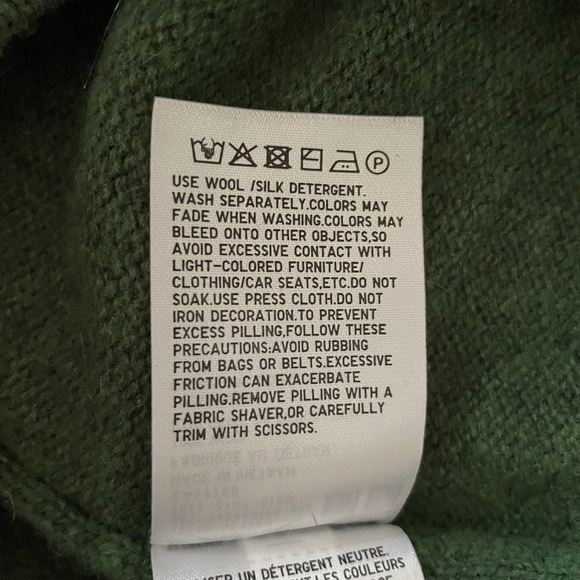 P
USE WOOL /SILK DETERGENT.
WASH SEPARATELY.COLORS MAY
FADE WHEN WASHING.COLORS MAY
BLEED ONTO OTHER OBJECTS,SO
AVOID EXCESSIVE CONTACT WITH
LIGHT-COLORED FURNITURE/
CLOTHING/CAR SEATS,ETC.DO NOT
SOAK.USE PRESS CLOTH.DO NOT
IRON DECORATION.TO PREVENT
EXCESS PILLING,FOLLOW THESE
PRECAUTIONS:AVOID RUBBING
FROM BAGS OR BELTS.EXCESSIVE
FRICTION CAN EXACERBATE
PILLING.REMOVE PILLING WITH A
FABRIC SHAVER,OR CAREFULLY
TRIM WITH SCISSORS.
UN DÉTERGENT NEUTRE.
LES COULEURS